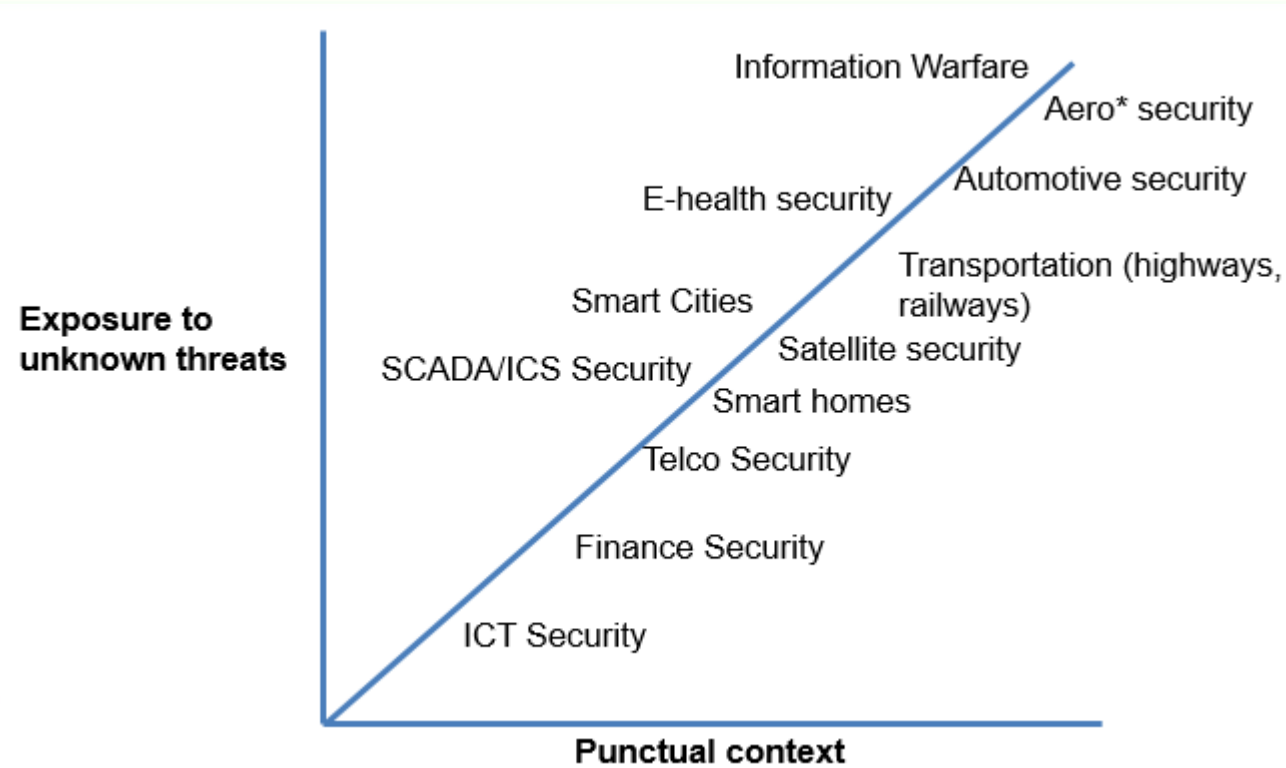 Information Warfare
Aero* security
Automotive security
E-health security
Transportation (highways,
railways)
Smart Cities
Exposure to
unknown threats
Satellite security
SCADA/ICS Security
Smart homes
Telco Security
Finance Security
ICT Security
Punctual context